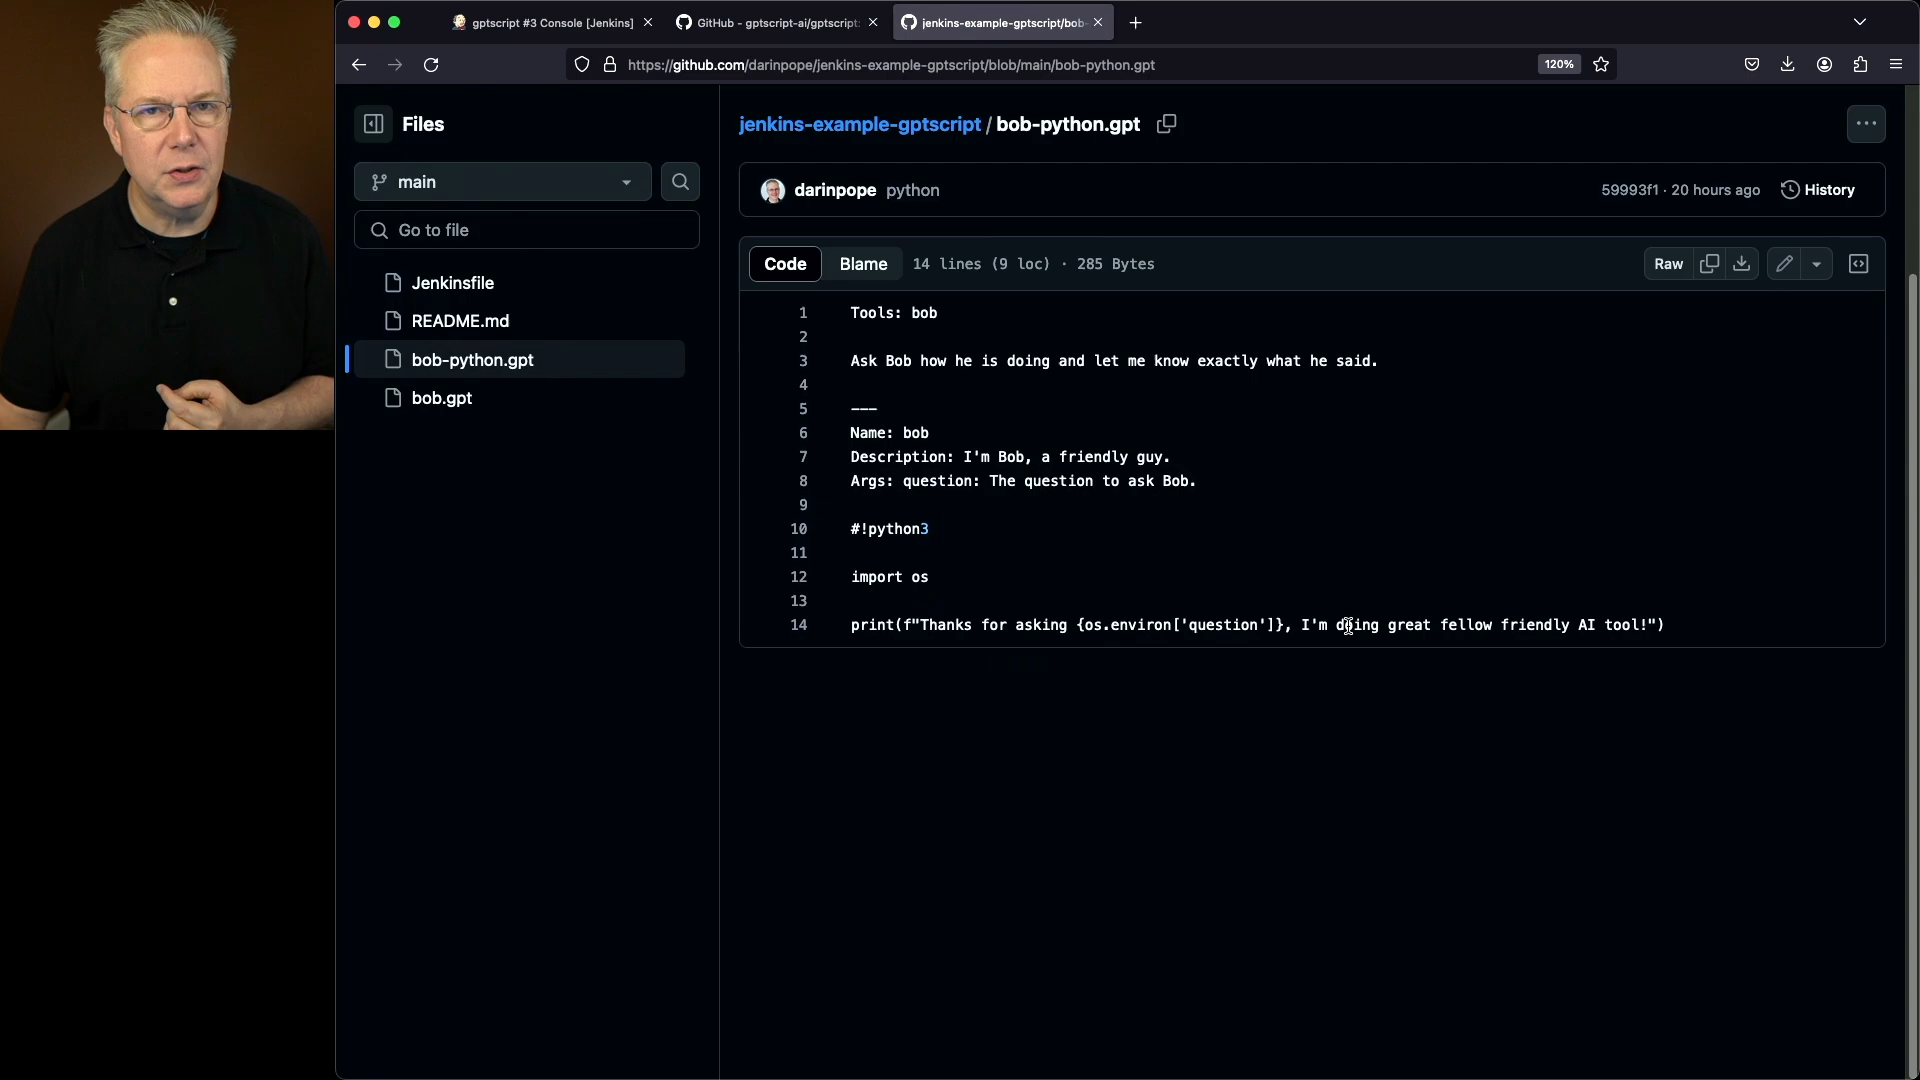 gptscript #3 Console [Jenkins]
GitHub - gptscript-ai/gptscript:
jenkins-example-gptscript/bob-
https://github.com/darinpope/jenkins-example-gptscript/blob/main/bob-python.gpt
120%
Files
main
Go to file
Jenkinsfile
README.md
bob-python.gpt
bob.gpt
jenkins-example-gptscript / bob-python.gpt
darinpope python
59993f1 · 20 hours ago
History
Code
Blame
14 lines (9 loc) · 285 Bytes
Raw
1 Tools: bob
2
3 Ask Bob how he is doing and let me know exactly what he said.
4
5 ---
6 Name: bob
7 Description: I'm Bob, a friendly guy.
8 Args: question: The question to ask Bob.
9
10 #!python3
11
12 import os
13
14 print(f"Thanks for asking {os.environ['question']}, I'm doing great fellow friendly AI tool!")